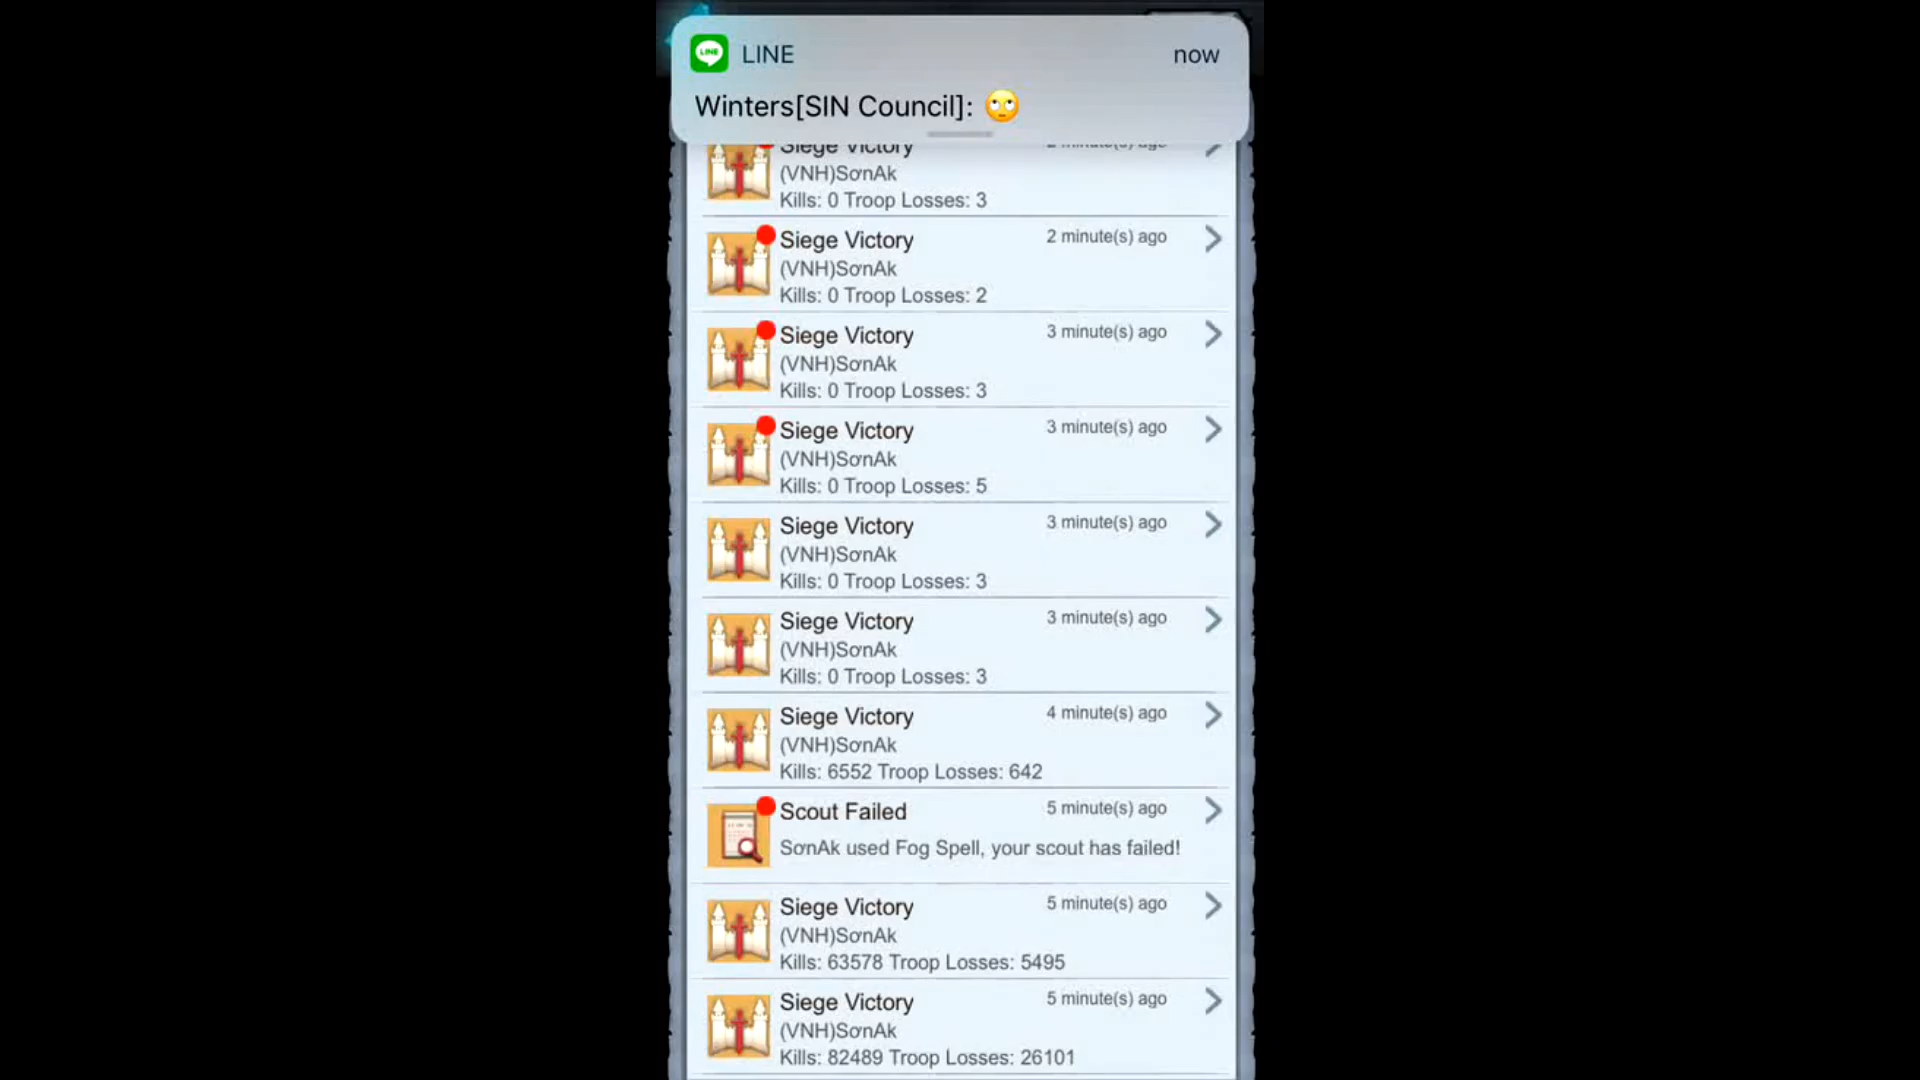 LINE
now
Winters[SIN Council]: 🙄
Siege Victory
2 minute(s) ago
(VNH)SơnAk
Kills: 0 Troop Losses: 3
Siege Victory
2 minute(s) ago
(VNH)SơnAk
Kills: 0 Troop Losses: 2
Siege Victory
3 minute(s) ago
(VNH)SơnAk
Kills: 0 Troop Losses: 3
Siege Victory
3 minute(s) ago
(VNH)SơnAk
Kills: 0 Troop Losses: 5
Siege Victory
3 minute(s) ago
(VNH)SơnAk
Kills: 0 Troop Losses: 3
Siege Victory
3 minute(s) ago
(VNH)SơnAk
Kills: 0 Troop Losses: 3
Siege Victory
4 minute(s) ago
(VNH)SơnAk
Kills: 6552 Troop Losses: 642
Scout Failed
5 minute(s) ago
SơnAk used Fog Spell, your scout has failed!
Siege Victory
5 minute(s) ago
(VNH)SơnAk
Kills: 63578 Troop Losses: 5495
Siege Victory
5 minute(s) ago
(VNH)SơnAk
Kills: 82489 Troop Losses: 26101